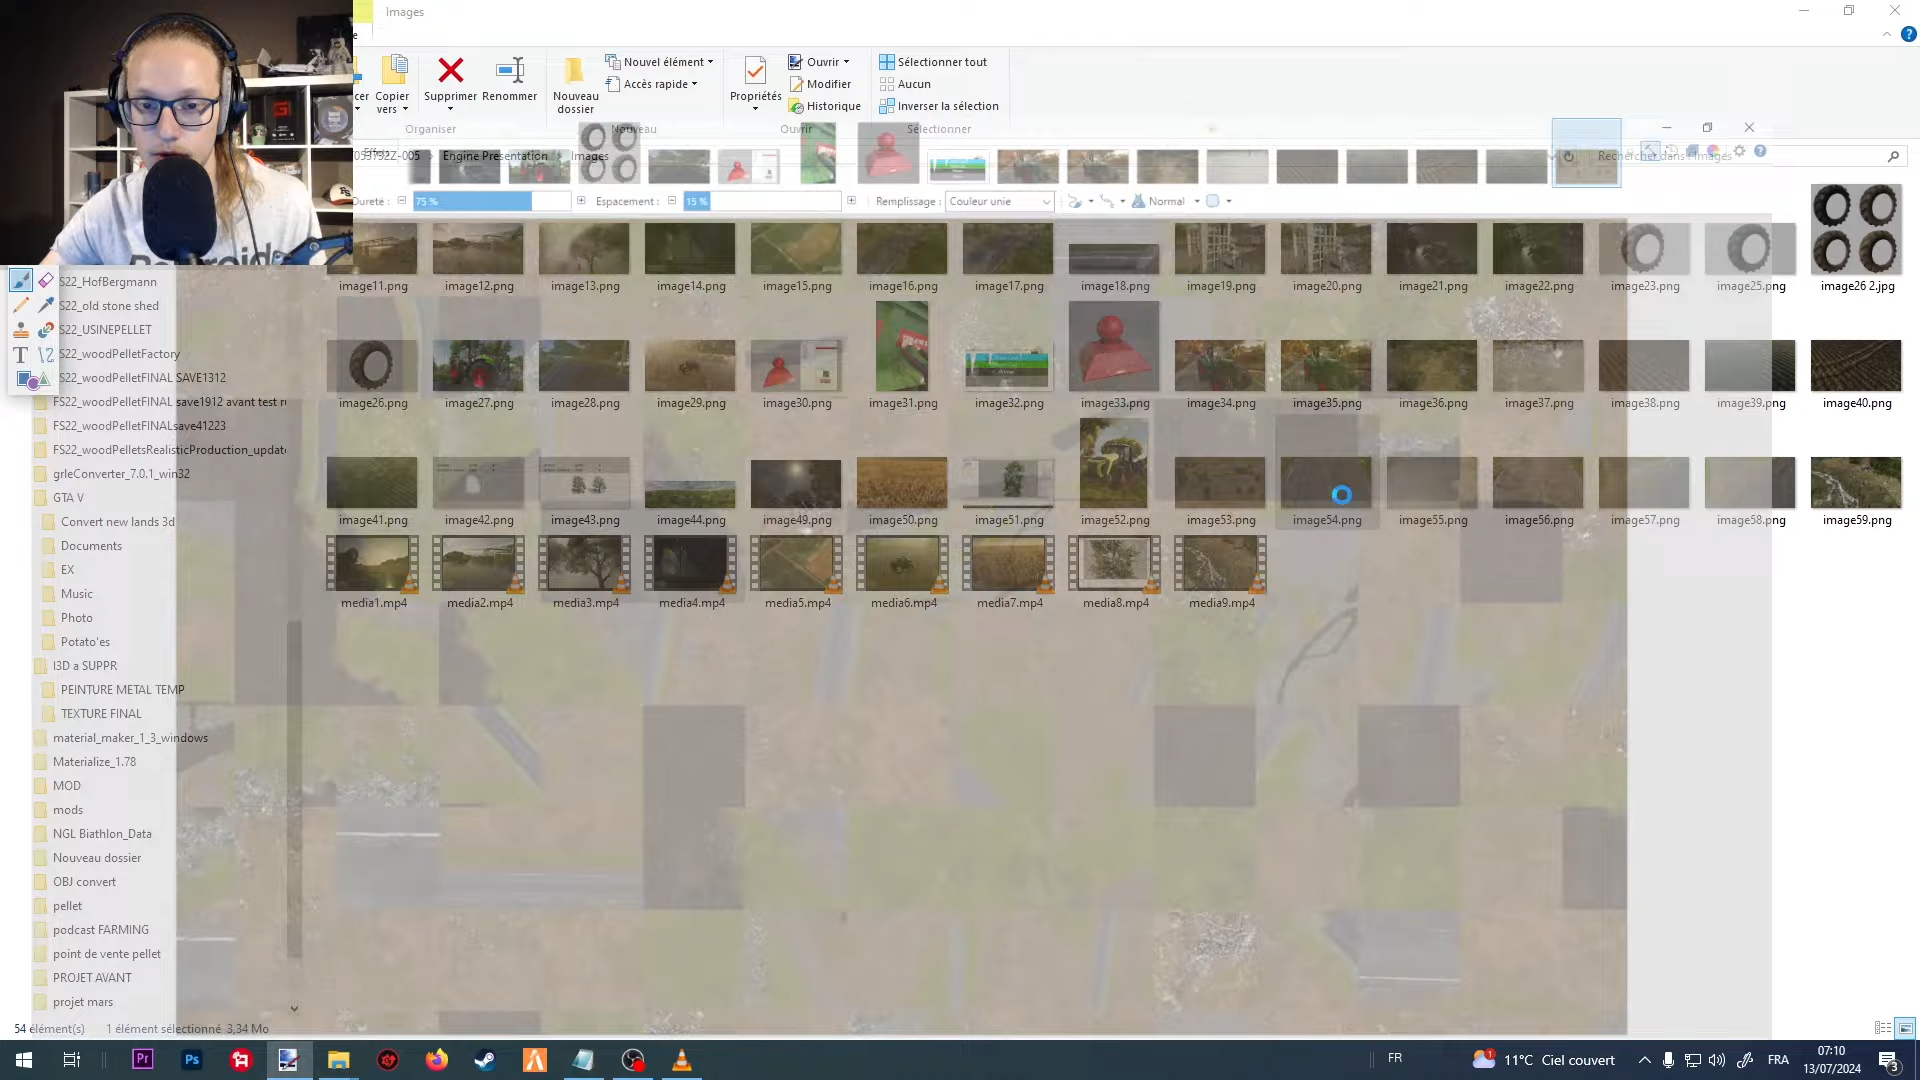 Images
Copier
vers
Supprimer
Renommer
Nouveau
dossier
Nouvel élément
Accès rapide
Propriétés
Ouvrir
Modifier
Historique
Sélectionner tout
Aucun
Inverser la sélection
Organiser
Nouveau
Ouvrir
Sélectionner
Engine Presentation
Images
Rechercher dans : Images
Dureté :
75 %
Espacement :
15 %
Remplissage :
Couleur unie
Normal
image11.png
image12.png
image13.png
image14.png
image15.png
image16.png
image17.png
image18.png
image19.png
image20.png
image21.png
image22.png
image23.png
image25.png
image26 2.jpg
image26.png
image27.png
image28.png
image29.png
image30.png
image31.png
image32.png
image33.png
image34.png
image35.png
image36.png
image37.png
image38.png
image39.png
image40.png
image41.png
image42.png
image43.png
image44.png
image49.png
image50.png
image51.png
image52.png
image53.png
image54.png
image55.png
image56.png
image57.png
image58.png
image59.png
media1.mp4
media2.mp4
media3.mp4
media4.mp4
media5.mp4
media6.mp4
media7.mp4
media8.mp4
media9.mp4
S22_HofBergmann
S22_old stone shed
S22_USINEPELLET
S22_woodPelletFactory
S22_woodPelletFINAL SAVE1312
FS22_woodPelletFINAL save1912 avant test
FS22_woodPelletFINALsave41223
FS22_woodPelletsRealisticProduction_update
grleConverter_7.0.1_win32
GTA V
Convert new lands 3d
Documents
EX
Music
Photo
Potato'es
I3D a SUPPR
PEINTURE METAL TEMP
TEXTURE FINAL
material_maker_1_3_windows
Materialize_1.78
MOD
mods
NGL Biathlon_Data
Nouveau dossier
OBJ convert
pellet
podcast FARMING
point de vente pellet
PROJET AVANT
projet mars
54 élément(s)
1 élément sélectionné 3,34 Mo
Pr
Ps
FR
1
11°C Ciel couvert
FRA
07:10
13/07/2024
3